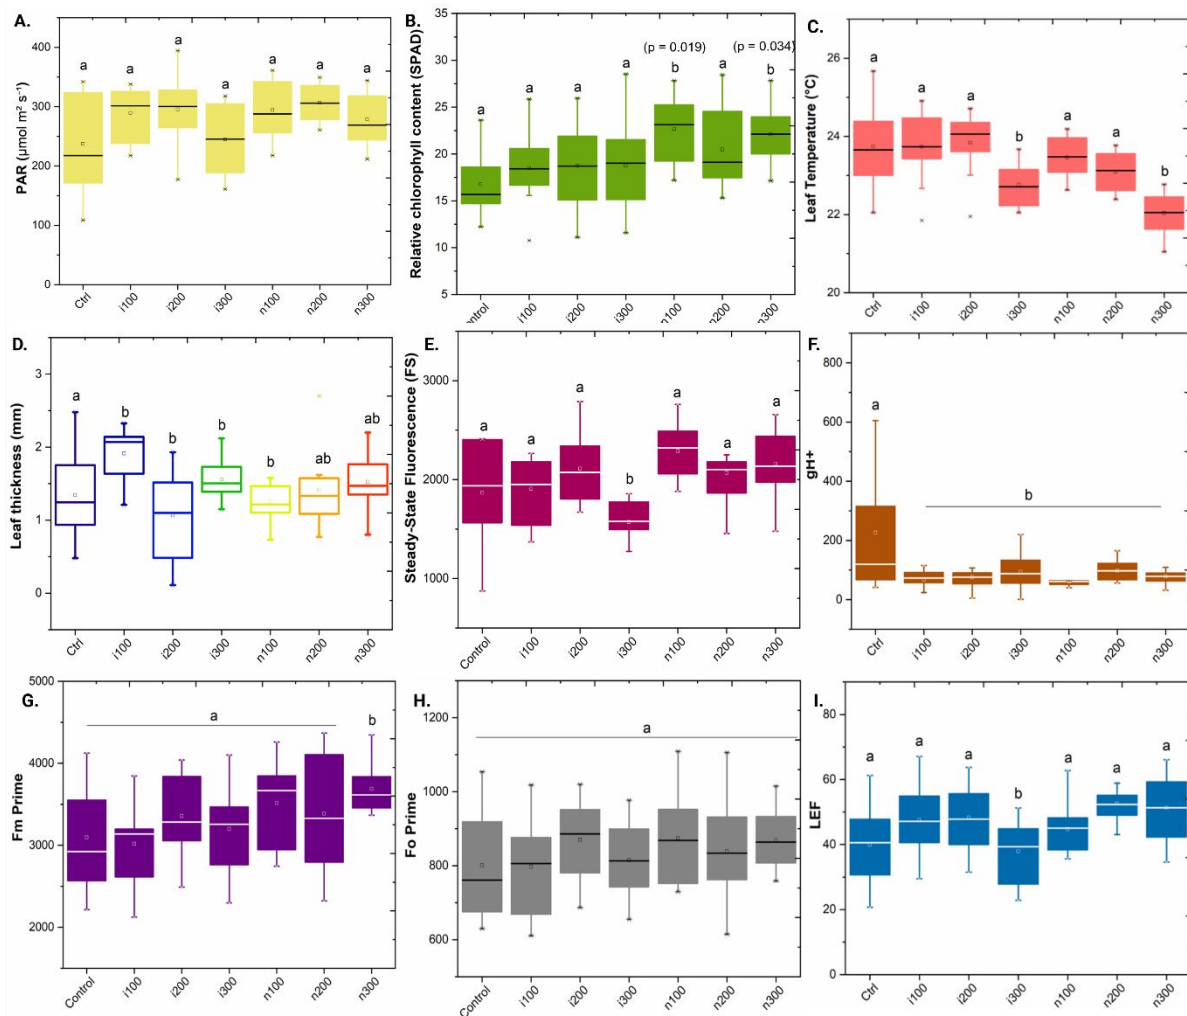 A.
PAR (μmol m² s⁻¹)
400
300
200
100
0
a a a a a a a
Ctrl i100 i200 i300 n100 n200 n300
B.
Relative chlorophyll content (SPAD)
35
30
25
20
15
10
5
(p = 0.019) (p = 0.034)
a a a a b a b
Control i100 i200 i300 n100 n200 n300
C.
Leaf Temperature (°C)
26
24
22
20
a a a b a a b
Ctrl i100 i200 i300 n100 n200 n300
D.
Leaf thickness (mm)
3
2
1
0
a b b b b ab ab
Ctrl i100 i200 i300 n100 n200 n300
E.
Steady-State Fluorescence (FS)
3000
2000
1000
a a a b a a a
Control i100 i200 i300 n100 n200 n300
F.
gH+
800
600
400
200
0
a b
Ctrl i100 i200 i300 n100 n200 n300
G.
Fm Prime
5000
4000
3000
2000
a b
Control i100 i200 i300 n100 n200 n300
H.
Fo Prime
1200
1000
800
600
a
Control i100 i200 i300 n100 n200 n300
I.
LEF
80
60
40
20
0
a a a b a a a
Ctrl i100 i200 i300 n100 n200 n300